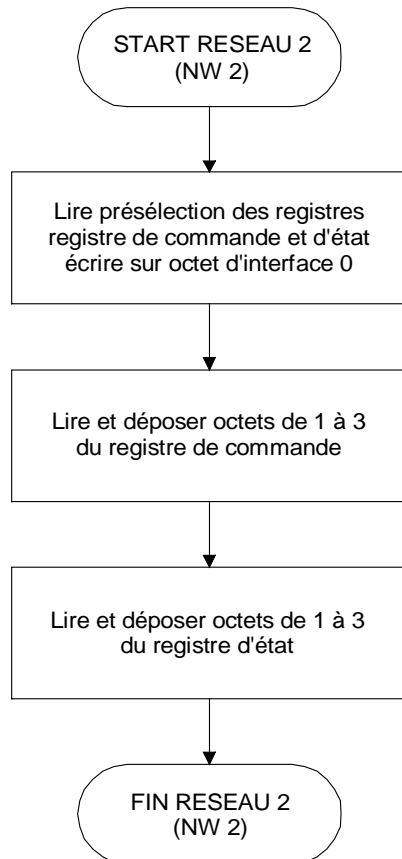 START RESEAU 2
(NW 2)
Lire présélection des registres
registre de commande et d'état
écrire sur octet d'interface 0
Lire et déposer octets de 1 à 3
du registre de commande
Lire et déposer octets de 1 à 3
du registre d'état
FIN RESEAU 2
(NW 2)